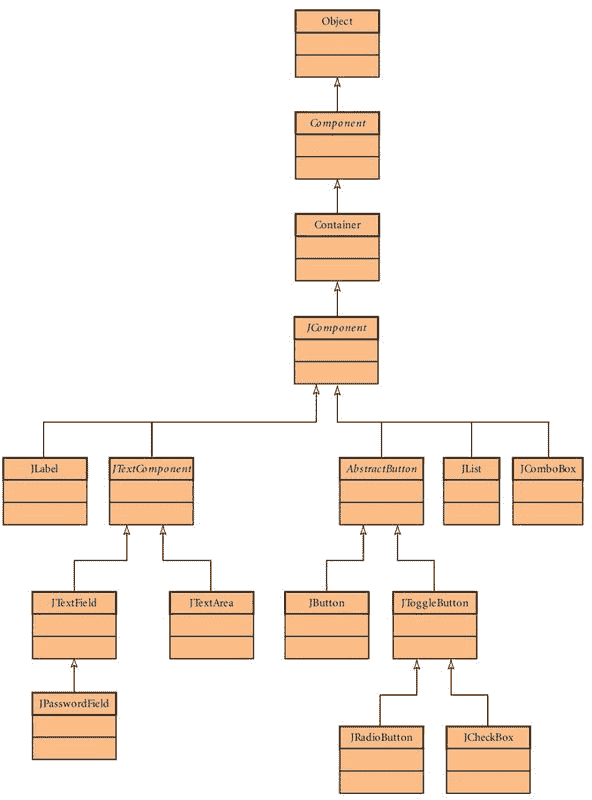 Object
Component
Container
JComponent
JLabel
JTextComponent
AbstractButton
JList
JComboBox
JTextField
JTextArea
JButton
JToggleButton
JPasswordField
JRadioButton
JCheckBox